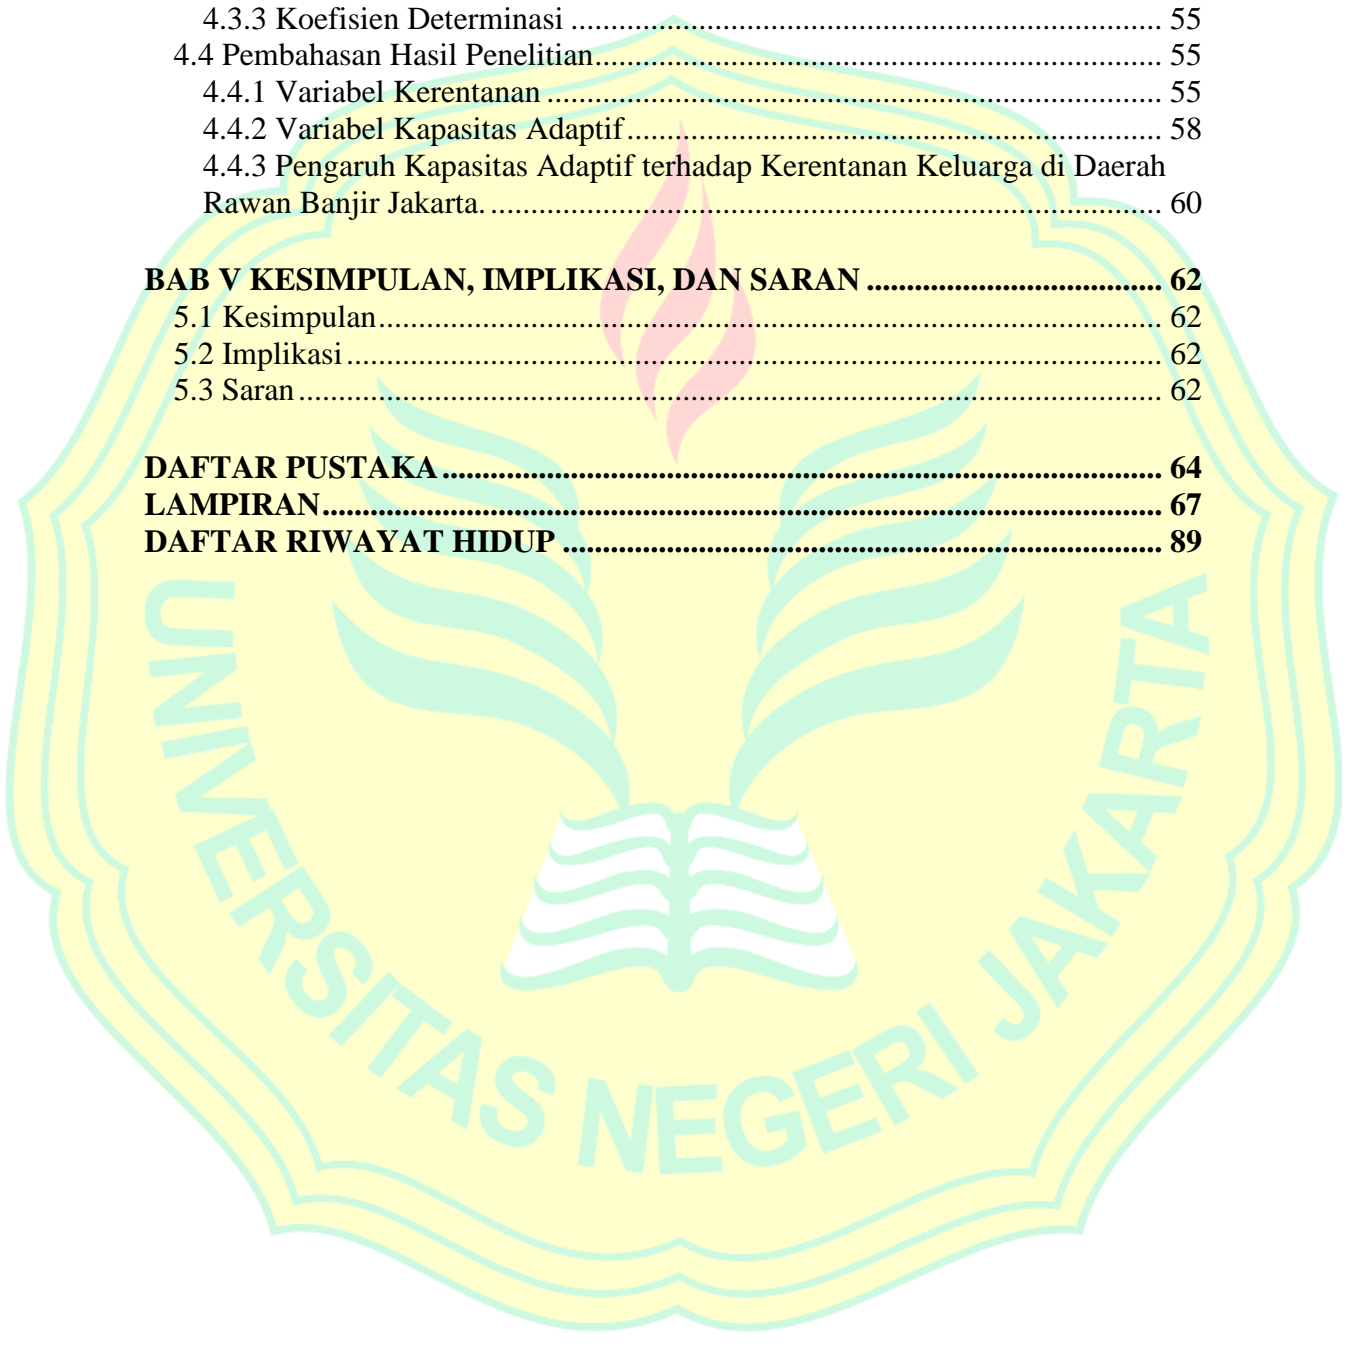 4.3.3 Koefisien Determinasi ........................................................................ 55
4.4 Pembahasan Hasil Penelitian..................................................................... 55
4.4.1 Variabel Kerentanan ........................................................................... 55
4.4.2 Variabel Kapasitas Adaptif.................................................................. 58
4.4.3 Pengaruh Kapasitas Adaptif terhadap Kerentanan Keluarga di Daerah
Rawan Banjir Jakarta. .................................................................................. 60
BAB V KESIMPULAN, IMPLIKASI, DAN SARAN .................................... 62
5.1 Kesimpulan................................................................................................ 62
5.2 Implikasi .................................................................................................... 62
5.3 Saran .......................................................................................................... 62
DAFTAR PUSTAKA ........................................................................................ 64
LAMPIRAN....................................................................................................... 67
DAFTAR RIWAYAT HIDUP ......................................................................... 89
UNIVERSITAS NEGERI JAKARTA